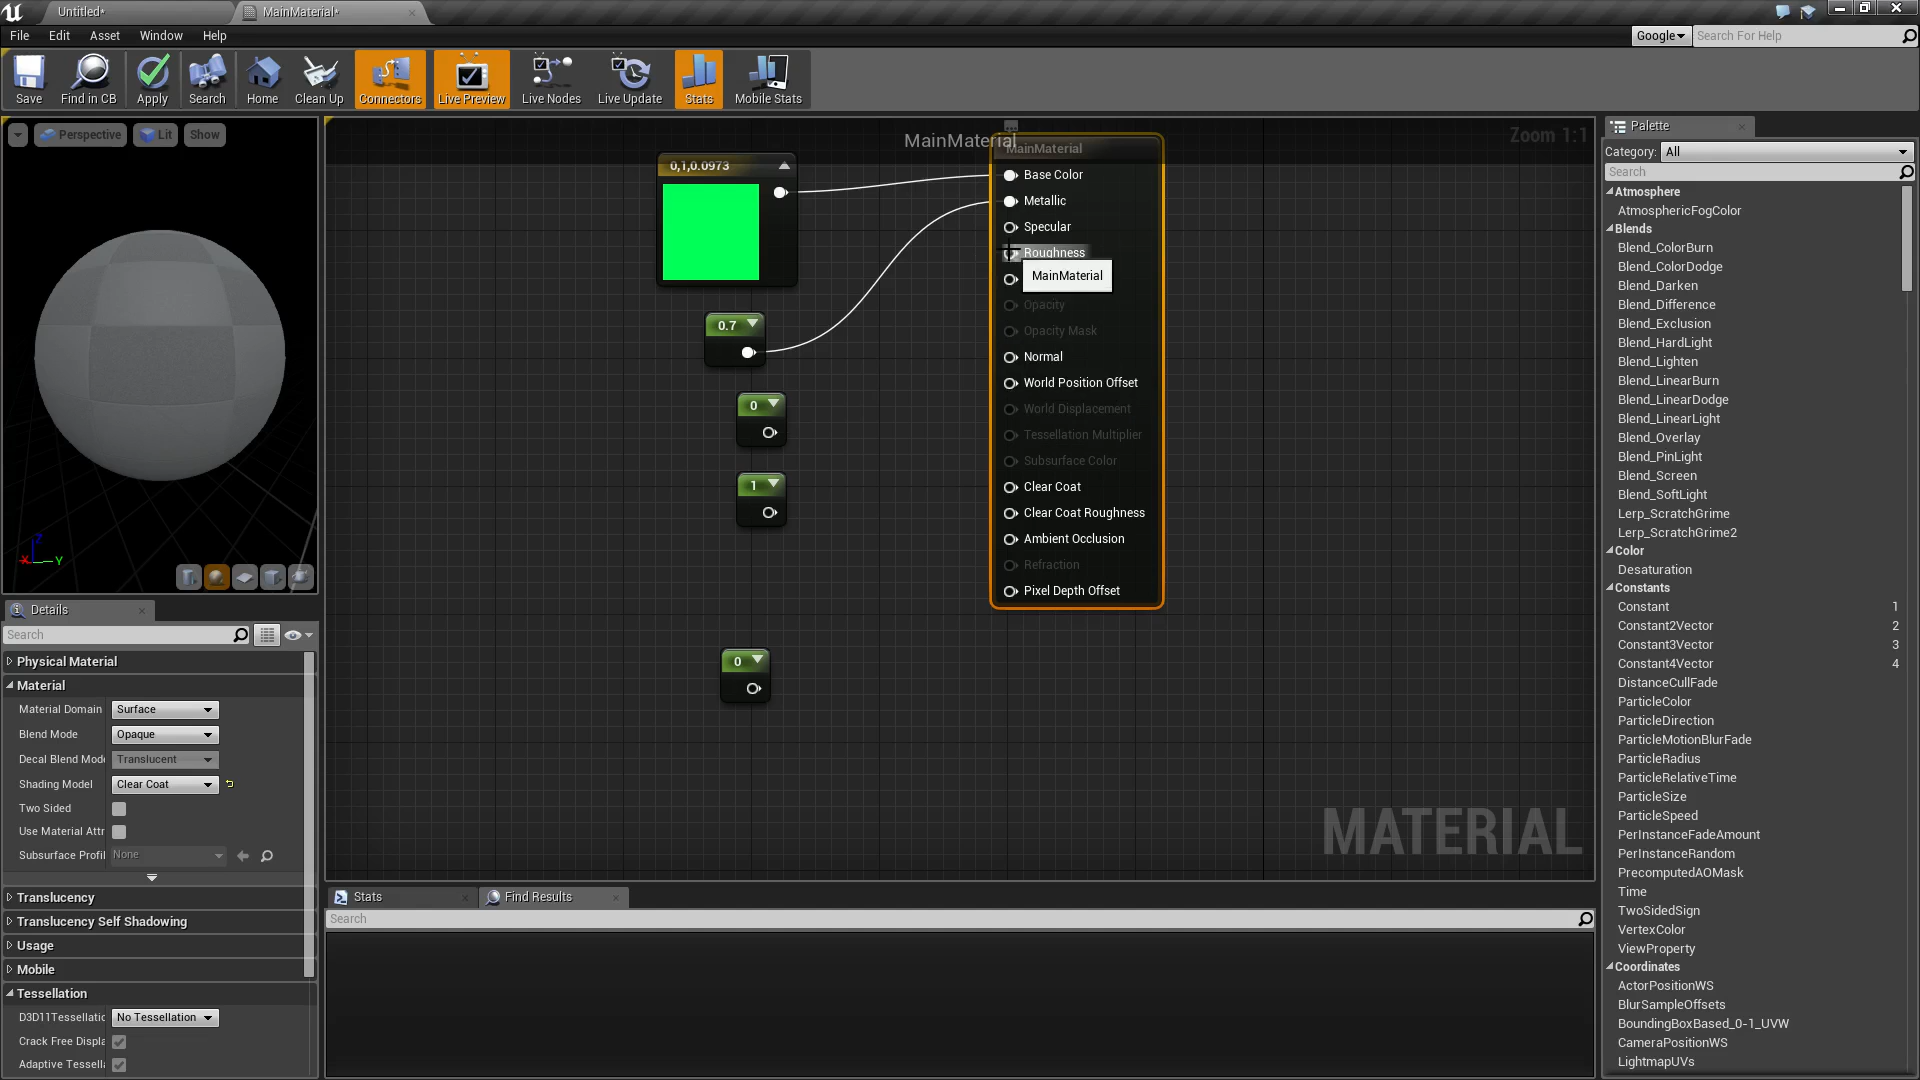 Untitled*
MainMaterial*
File Edit Asset Window Help
Google
Search For Help
Save
Find in CB
Apply
Search
Home
Clean Up
Connectors
Live Preview
Live Nodes
Live Update
Stats
Mobile Stats
Perspective
Lit
Show
Z
X
Y
MainMaterial
Zoom 1:1
0,1,0.0973
0.7
0
1
0
MainMaterial
Base Color
Metallic
Specular
Roughness
MainMaterial
Opacity
Opacity Mask
Normal
World Position Offset
World Displacement
Tessellation Multiplier
Subsurface Color
Clear Coat
Clear Coat Roughness
Ambient Occlusion
Refraction
Pixel Depth Offset
MATERIAL
Details
Search
Physical Material
Material
Material Domain Surface
Blend Mode Opaque
Decal Blend Mode Translucent
Shading Model Clear Coat
Two Sided
Use Material Attr
Subsurface Profil None
Translucency
Translucency Self Shadowing
Usage
Mobile
Tessellation
D3D11Tessellatic No Tessellation
Crack Free Displa
Adaptive Tessella
Stats
Find Results
Search
Palette
Category: All
Search
Atmosphere
AtmosphericFogColor
Blends
Blend_ColorBurn
Blend_ColorDodge
Blend_Darken
Blend_Difference
Blend_Exclusion
Blend_HardLight
Blend_Lighten
Blend_LinearBurn
Blend_LinearDodge
Blend_LinearLight
Blend_Overlay
Blend_PinLight
Blend_Screen
Blend_SoftLight
Lerp_ScratchGrime
Lerp_ScratchGrime2
Color
Desaturation
Constants
Constant 1
Constant2Vector 2
Constant3Vector 3
Constant4Vector 4
DistanceCullFade
ParticleColor
ParticleDirection
ParticleMotionBlurFade
ParticleRadius
ParticleRelativeTime
ParticleSize
ParticleSpeed
PerInstanceFadeAmount
PerInstanceRandom
PrecomputedAOMask
Time
TwoSidedSign
VertexColor
ViewProperty
Coordinates
ActorPositionWS
BlurSampleOffsets
BoundingBoxBased_0-1_UVW
CameraPositionWS
LightmapUVs